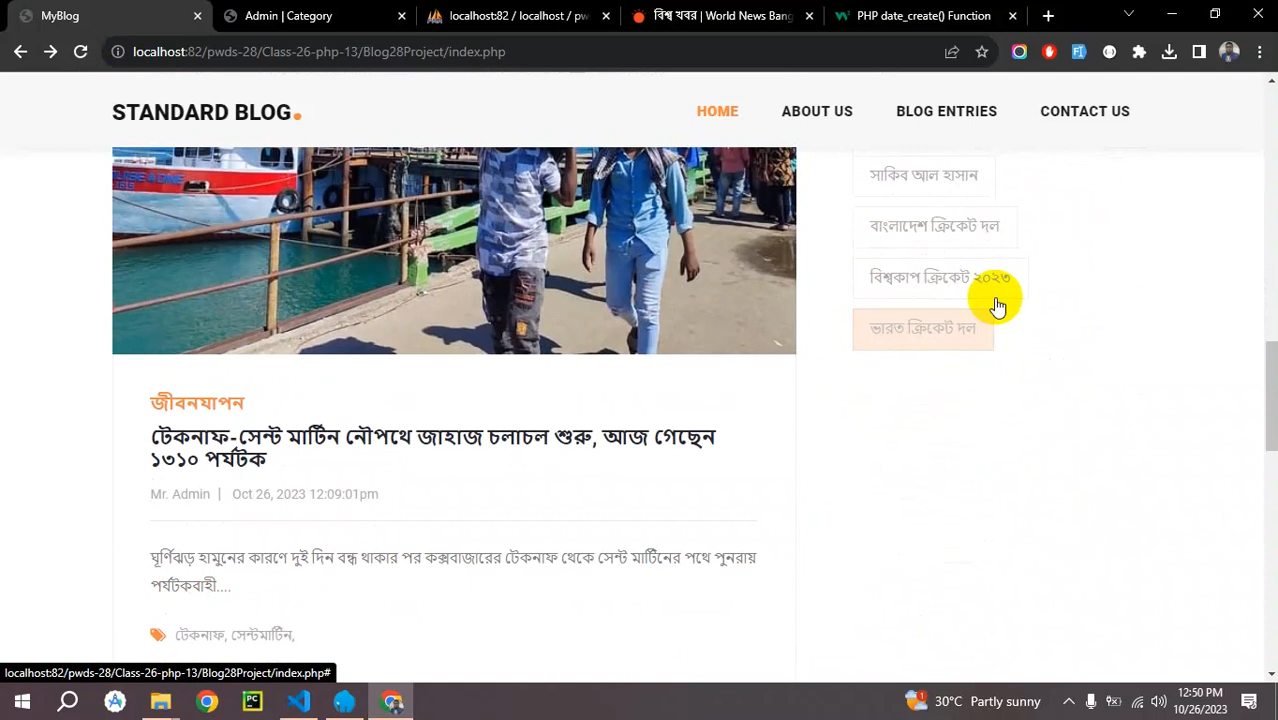 MyBlog
Admin | Category
localhost:82 / localhost / pw
বিশ্ব খবর | World News Bang
PHP date_create() Function
localhost:82/pwds-28/Class-26-php-13/Blog28Project/index.php
STANDARD BLOG.
HOME
ABOUT US
BLOG ENTRIES
CONTACT US
সাকিব আল হাসান
বাংলাদেশ ক্রিকেট দল
বিশ্বকাপ ক্রিকেট ২০২৩
ভারত ক্রিকেট দল
জীবনযাপন
টেকনাফ-সেন্ট মার্টিন নৌপথে জাহাজ চলাচল শুরু, আজ গেছেন
১৩১০ পর্যটক
Mr. Admin | Oct 26, 2023 12:09:01pm
ঘূর্ণিঝড় হামুনের কারণে দুই দিন বন্ধ থাকার পর কক্সবাজারের টেকনাফ থেকে সেন্ট মার্টিনের পথে পুনরায়
পর্যটকবাহী....
টেকনাফ, সেন্টমার্টিন,
localhost:82/pwds-28/Class-26-php-13/Blog28Project/index.php#
30°C Partly sunny
12:50 PM
10/26/2023